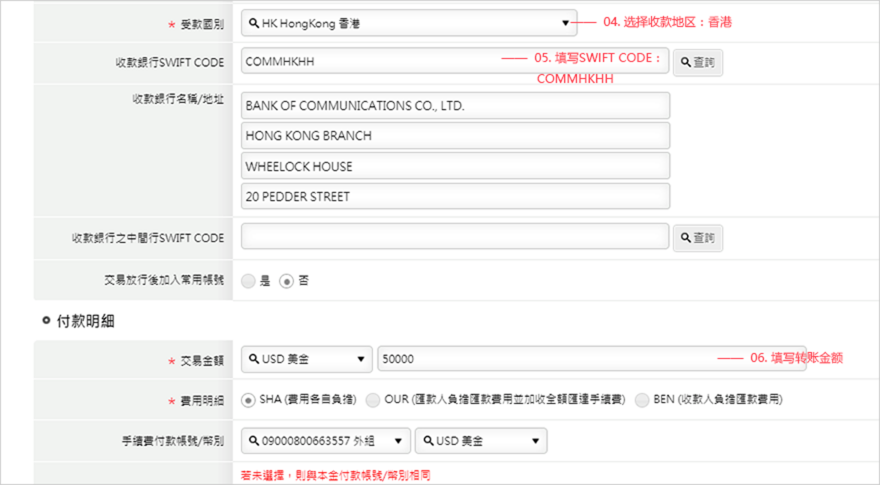 * 受款國別 HK HongKong 香港 04. 选择收款地区：香港
收款銀行SWIFT CODE COMMHKHH 05. 填写SWIFT CODE： 查詢
COMMHKHH
收款銀行名稱/地址 BANK OF COMMUNICATIONS CO., LTD.
HONG KONG BRANCH
WHEELOCK HOUSE
20 PEDDER STREET
收款銀行之中間行SWIFT CODE 查詢
交易放行後加入常用帳號 是 否
付款明細
* 交易金額 USD 美金 50000 06. 填写转账金额
* 費用明細 SHA (費用各自負擔) OUR (匯款人負擔匯款費用並加收全額匯達手續費) BEN (收款人負擔匯款費用)
手續費付款帳號/幣別 09000800663557 外組 USD 美金
若未選擇，則與本金付款帳號/幣別相同